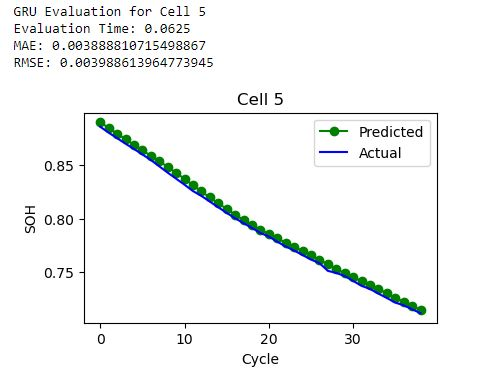 GRU Evaluation for Cell 5
Evaluation Time: 0.0625
MAE: 0.003888810715498867
RMSE: 0.003988613964773945
Cell 5
Predicted
Actual
0.85
0.80
0.75
SOH
0
10
20
30
Cycle